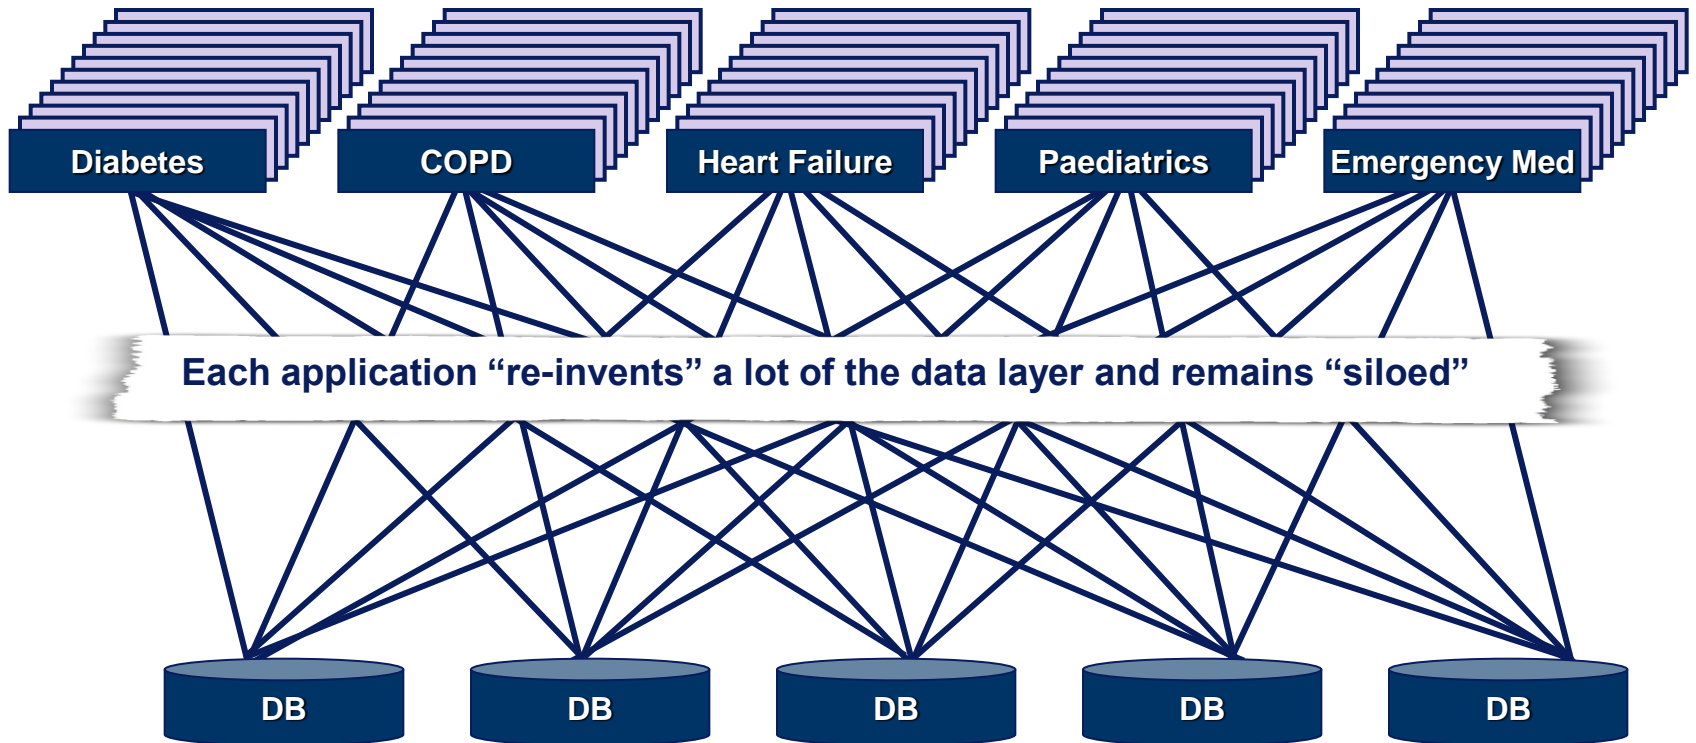 Diabetes
COPD
Heart Failure
Paediatrics
Emergency Med
Each application “re-invents” a lot of the data layer and remains “siloed”
DB
DB
DB
DB
DB